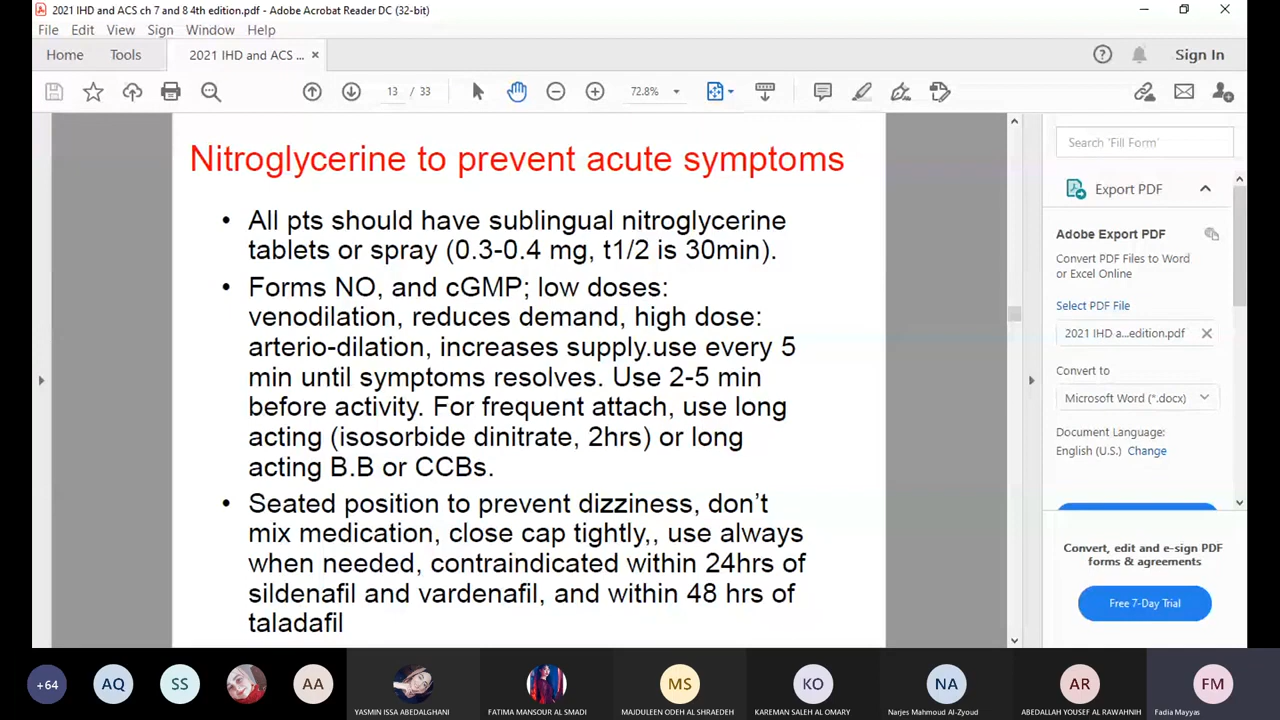 2021 IHD and ACS ch 7 and 8 4th edition.pdf - Adobe Acrobat Reader DC (32-bit)
File Edit View Sign Window Help
Home Tools 2021 IHD and ACS ... ×
Sign In
13 / 33 72.8%
Nitroglycerine to prevent acute symptoms
• All pts should have sublingual nitroglycerine
tablets or spray (0.3-0.4 mg, t1/2 is 30min).
• Forms NO, and cGMP; low doses:
venodilation, reduces demand, high dose:
arterio-dilation, increases supply.use every 5
min until symptoms resolves. Use 2-5 min
before activity. For frequent attach, use long
acting (isosorbide dinitrate, 2hrs) or long
acting B.B or CCBs.
• Seated position to prevent dizziness, don't
mix medication, close cap tightly,, use always
when needed, contraindicated within 24hrs of
sildenafil and vardenafil, and within 48 hrs of
taladafil
Search 'Fill Form'
Export PDF
Adobe Export PDF
Convert PDF Files to Word
or Excel Online
Select PDF File
2021 IHD a...edition.pdf
Convert to
Microsoft Word (*.docx)
Document Language:
English (U.S.) Change
Convert, edit and e-sign PDF
forms & agreements
Free 7-Day Trial
+64 AQ SS AA MS KO NA AR FM
YASMIN ISSA ABEDALGHANI
FATIMA MANSOUR AL SMADI
MAJDULEEN ODEH AL SHRAEDEH
KAREMAN SALEH AL OMARY
Narjes Mahmoud Al-Zyoud
ABEDALLAH YOUSEF AL RAWAHNIH
Fadia Mayyas